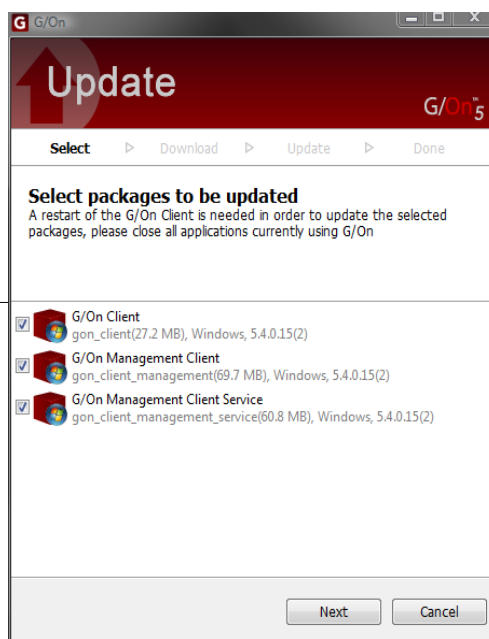 G G/On
Update
G/On™5
Select Download Update Done
Select packages to be updated
A restart of the G/On Client is needed in order to update the selected
packages, please close all applications currently using G/On
G/On Client
gon_client(27.2 MB), Windows, 5.4.0.15(2)
G/On Management Client
gon_client_management(69.7 MB), Windows, 5.4.0.15(2)
G/On Management Client Service
gon_client_management_service(60.8 MB), Windows, 5.4.0.15(2)
Next Cancel